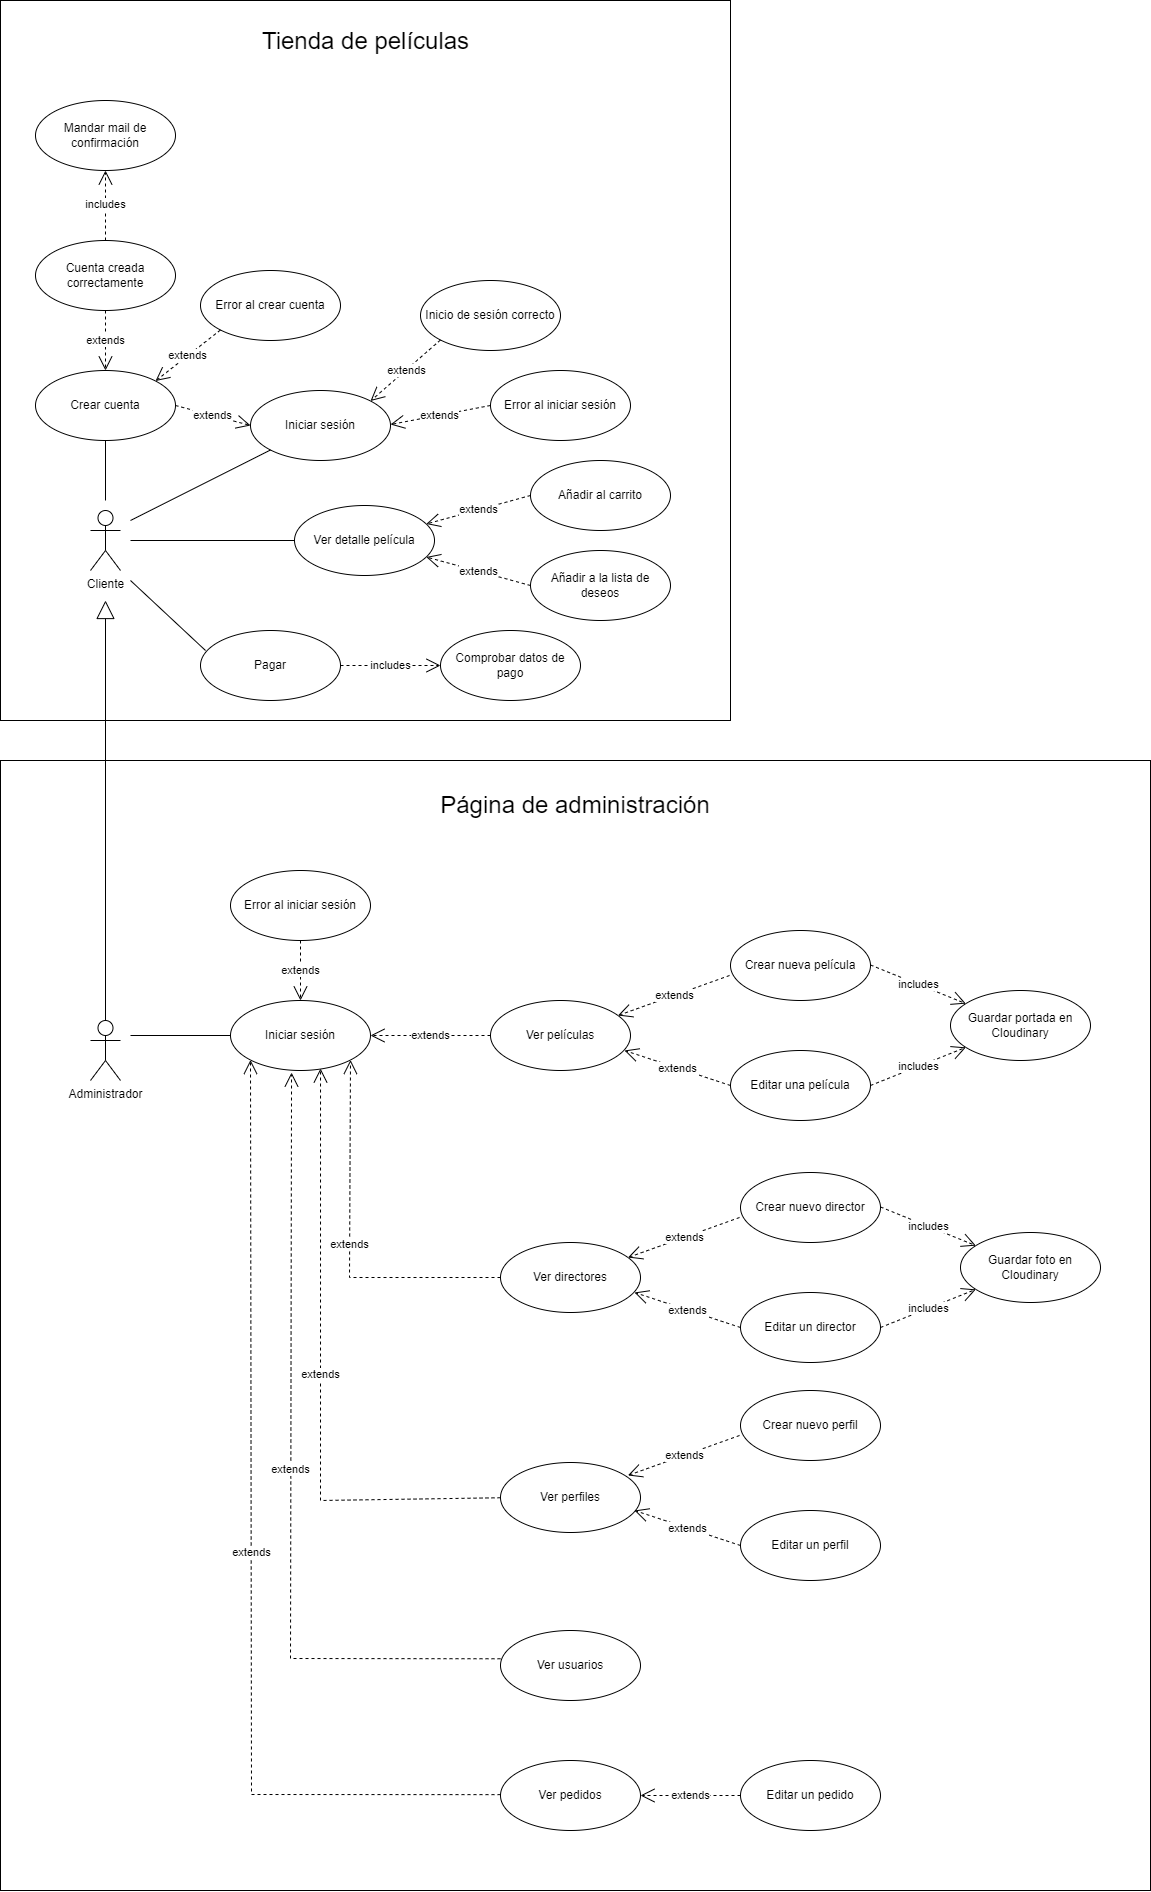 Tienda de películas
Mandar mail de
confirmación
includes
Cuenta creada
correctamente
Error al crear cuenta
Inicio de sesión correcto
extends
extends
extends
Crear cuenta
extends
Iniciar sesión
extends
Error al iniciar sesión
Añadir al carrito
extends
Ver detalle película
extends
Añadir a la lista de
deseos
Cliente
Pagar
includes
Comprobar datos de
pago
Página de administración
Error al iniciar sesión
extends
Crear nueva película
includes
extends
Iniciar sesión
extends
Ver películas
Guardar portada en
Cloudinary
extends
includes
Editar una película
Administrador
Crear nuevo director
includes
extends
extends
Ver directores
Guardar foto en
Cloudinary
extends
includes
Editar un director
extends
Crear nuevo perfil
extends
extends
Ver perfiles
extends
Editar un perfil
extends
Ver usuarios
Ver pedidos
extends
Editar un pedido